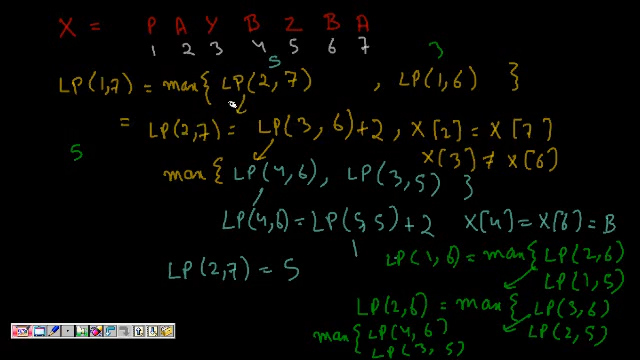 X = P A Y B Z B A
1 2 3 4 5 6 7
5 3
LP(1,7) = max{ LP(2,7) , LP(1,6) }
= LP(2,7) = LP(3,6)+2, X[2] = X[7]
5
X[3] ≠ X[6]
max{ LP(4,6), LP(3,5) }
LP(4,6) = LP(5,5)+2 X[4] = X[6] = B
1
LP(2,7) = 5
LP(1,6) = max{ LP(2,6)
LP(1,5)
LP(2,6) = max{ LP(3,6)
LP(2,5)
max{ LP(4,6)
LP(3,5)